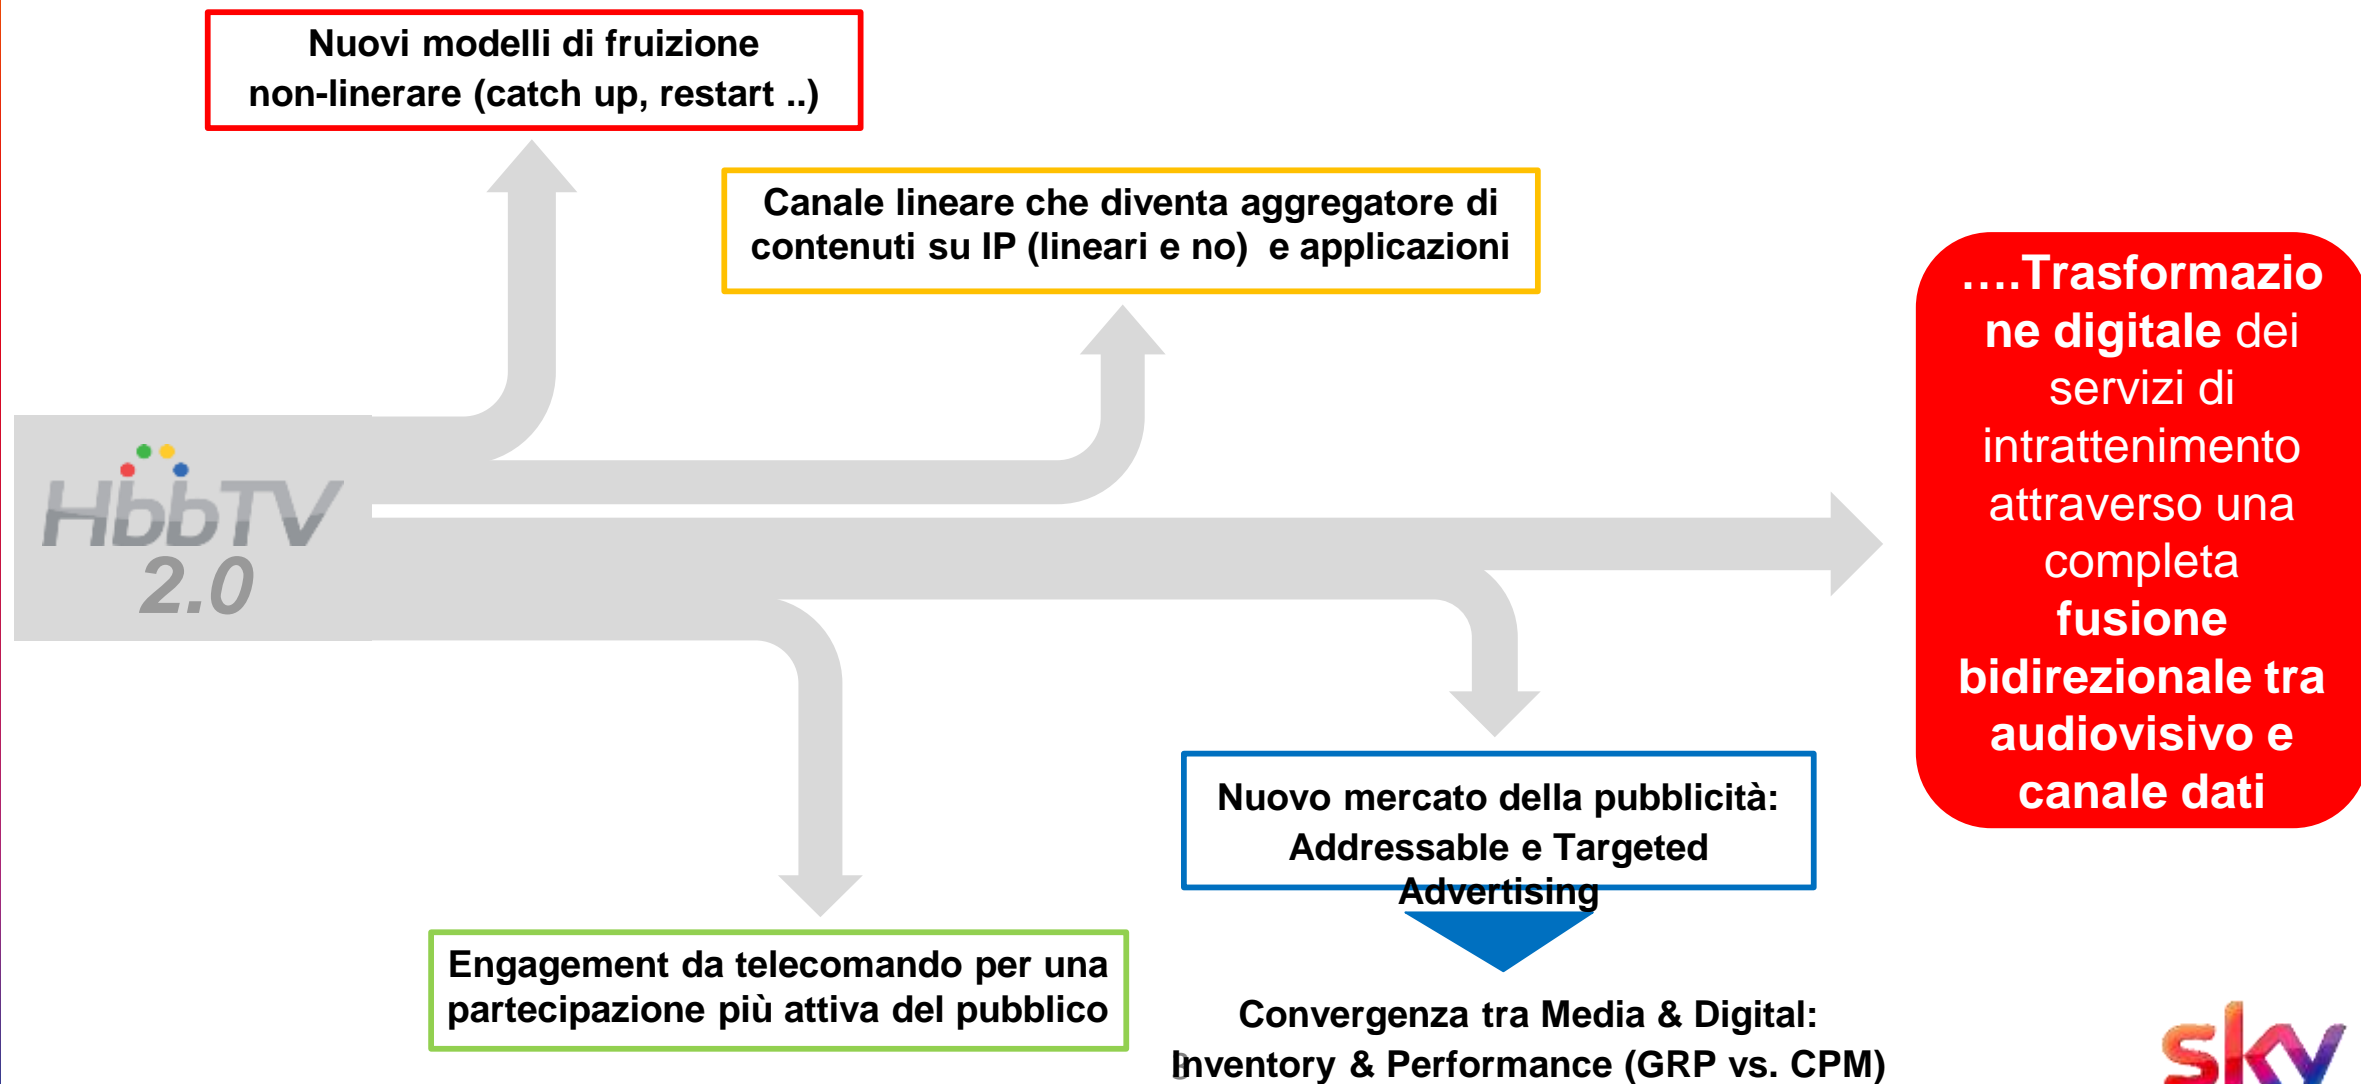 Nuovi modelli di fruizione
non-linerare (catch up, restart ..)
Canale lineare che diventa aggregatore di
contenuti su IP (lineari e no)  e applicazioni
HbbTV
2.0
….Trasformazio
ne digitale dei
servizi di
intrattenimento
attraverso una
completa
fusione
bidirezionale tra
audiovisivo e
canale dati
Nuovo mercato della pubblicità:
Addressable e Targeted
Advertising
Engagement da telecomando per una
partecipazione più attiva del pubblico
Convergenza tra Media & Digital:
Inventory & Performance (GRP vs. CPM)
sky